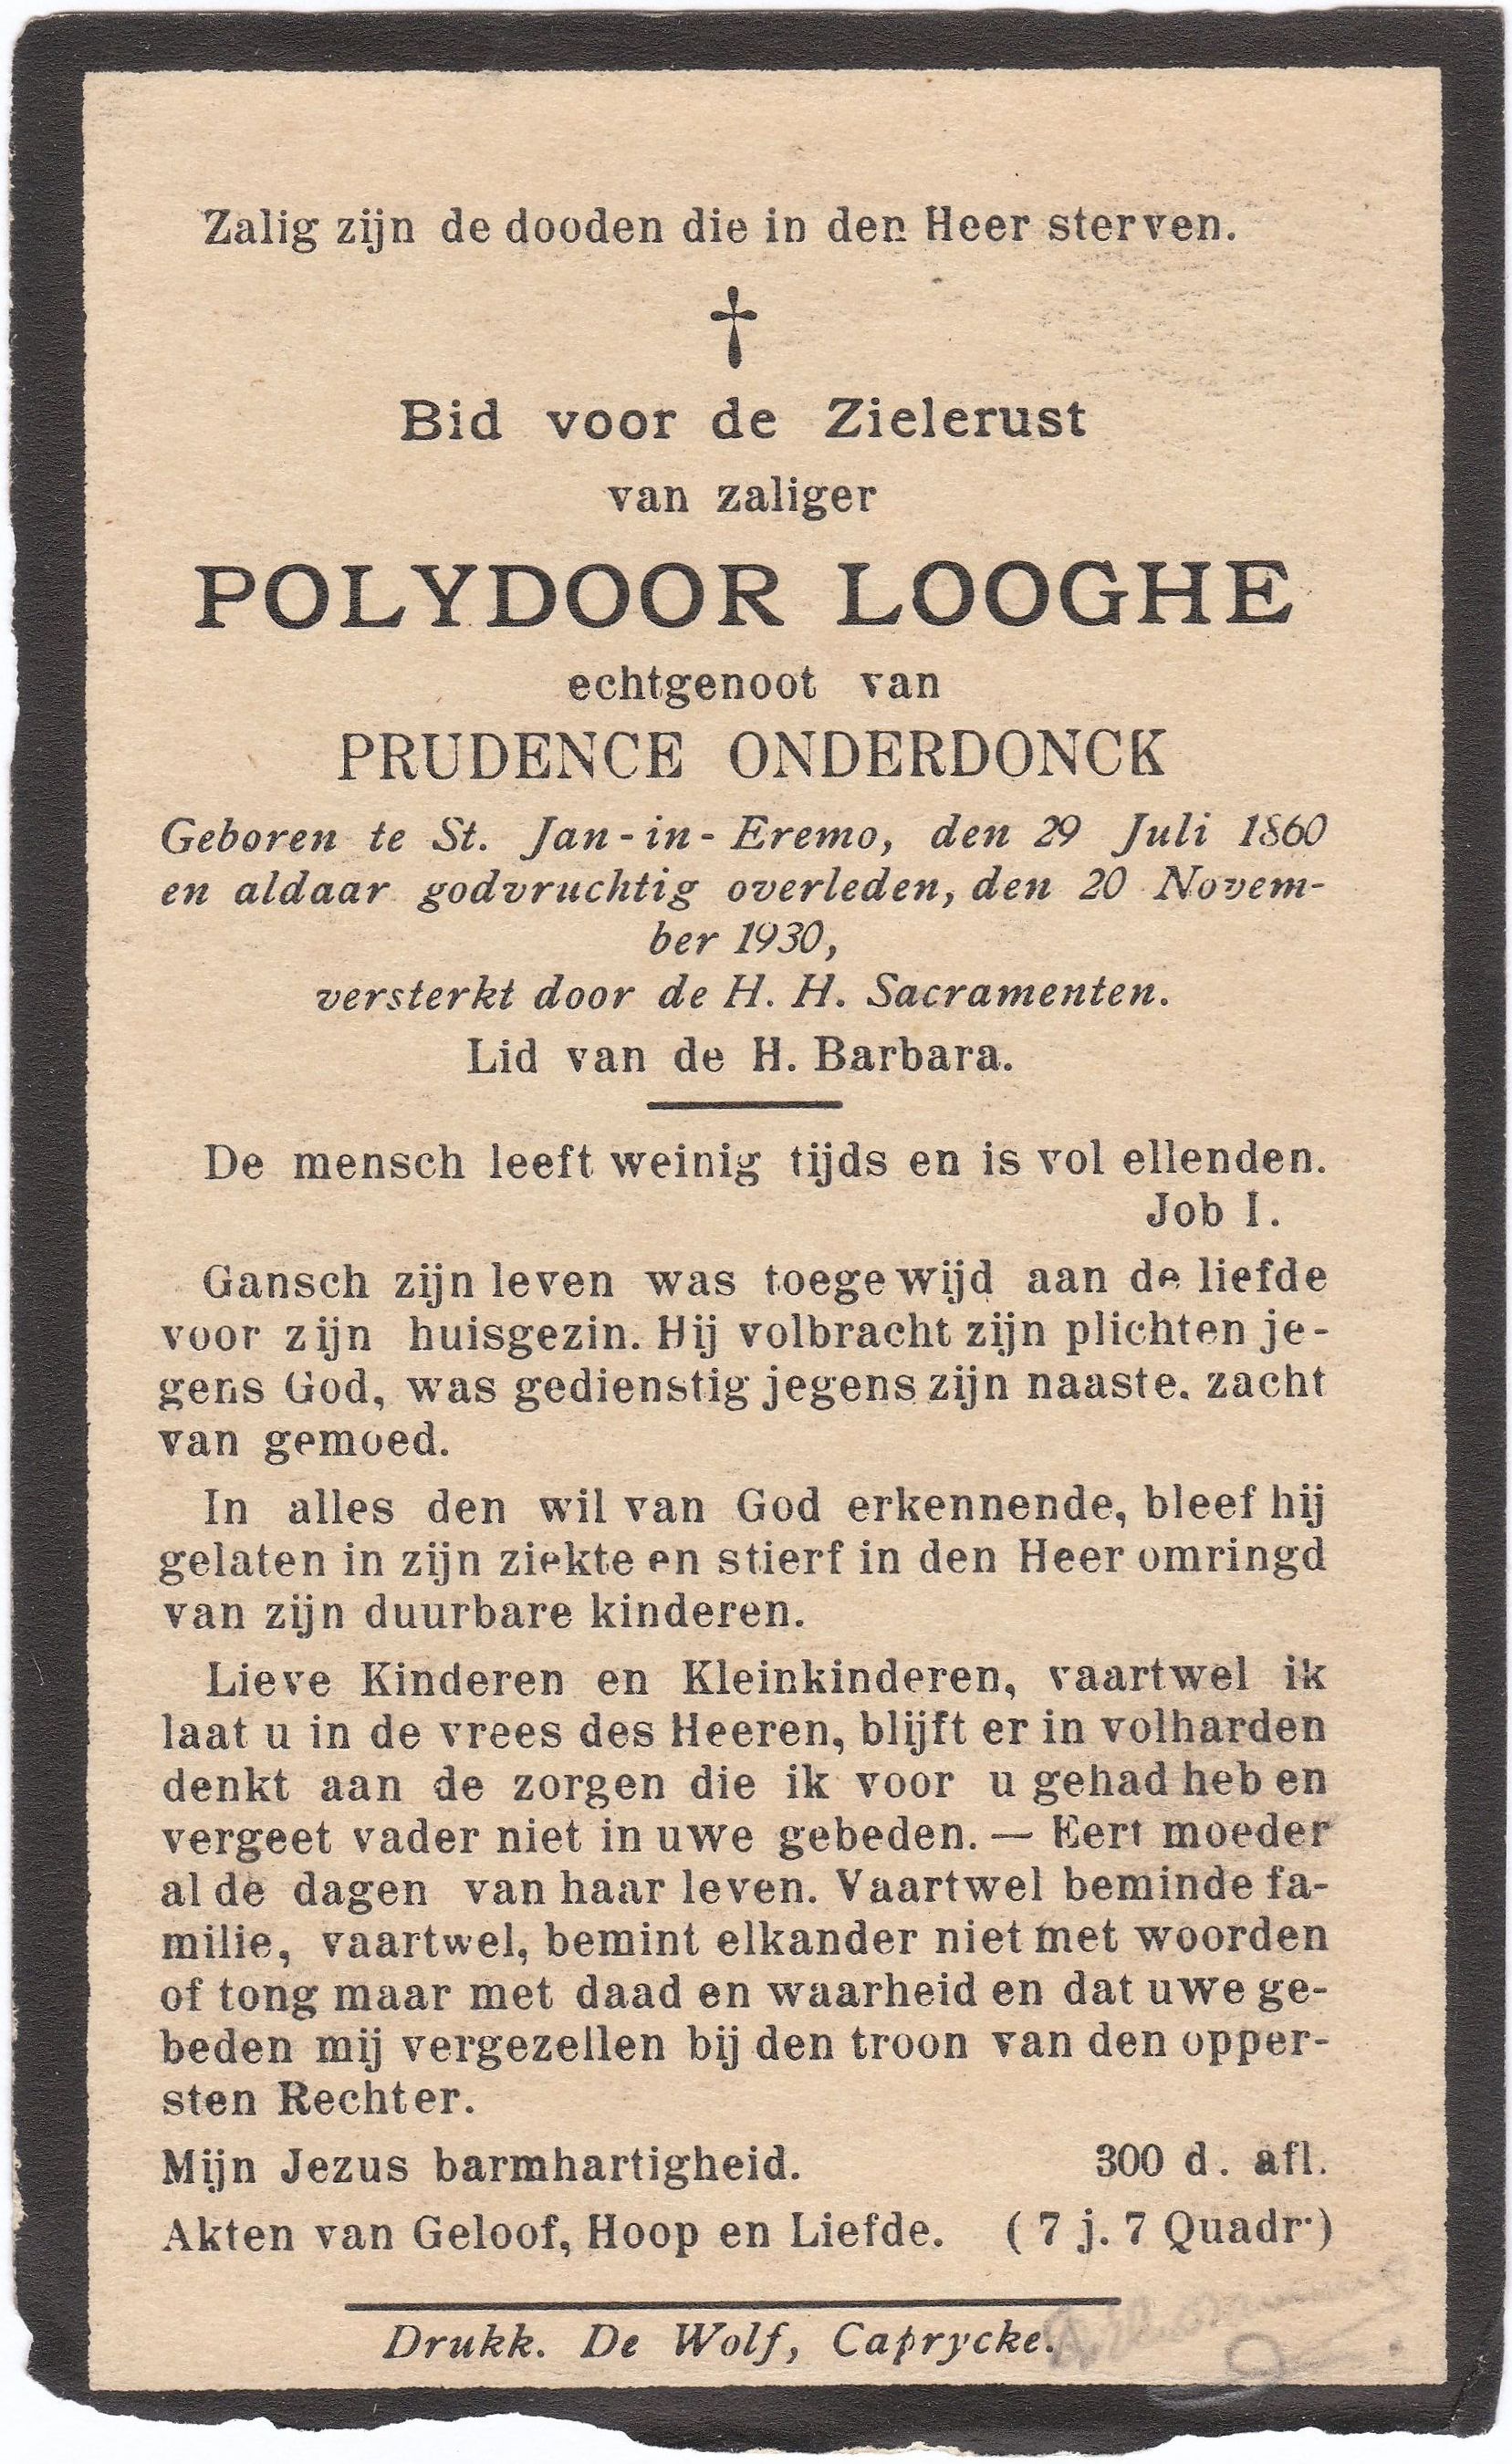 Zalig zijn de dooden die in den Heer sterven.
Bid voor de Zielerust
van zaliger
POLYDOOR LOOGHE
echtgenoot van
PRUDENCE ONDERDONCK
Geboren te St. Jan-in-Eremo, den 29 Juli 1860
en aldaar godvruchtig overleden, den 20 Novem-
ber 1930,
versterkt door de H. H. Sacramenten.
Lid van de H. Barbara.
De mensch leeft weinig tijds en is vol ellenden.
Job I.
Gansch zijn leven was toegewijd aan de liefde
voor zijn huisgezin. Hij volbracht zijn plichten je-
gens God, was gedienstig jegens zijn naaste. zacht
van gemoed.
In alles den wil van God erkennende, bleef hij
gelaten in zijn ziekte en stierf in den Heer omringd
van zijn duurbare kinderen.
Lieve Kinderen en Kleinkinderen, vaartwel ik
laat u in de vrees des Heeren, blijft er in volharden
denkt aan de zorgen die ik voor u gehad heb en
vergeet vader niet in uwe gebeden. — Eert moeder
al de dagen van haar leven. Vaartwel beminde fa-
milie, vaartwel, bemint elkander niet met woorden
of tong maar met daad en waarheid en dat uwe ge-
beden mij vergezellen bij den troon van den opper-
sten Rechter.
Mijn Jezus barmhartigheid. 300 d. afl.
Akten van Geloof, Hoop en Liefde. (7 j. 7 Quadr.)
Drukk. De Wolf, Caprycke.